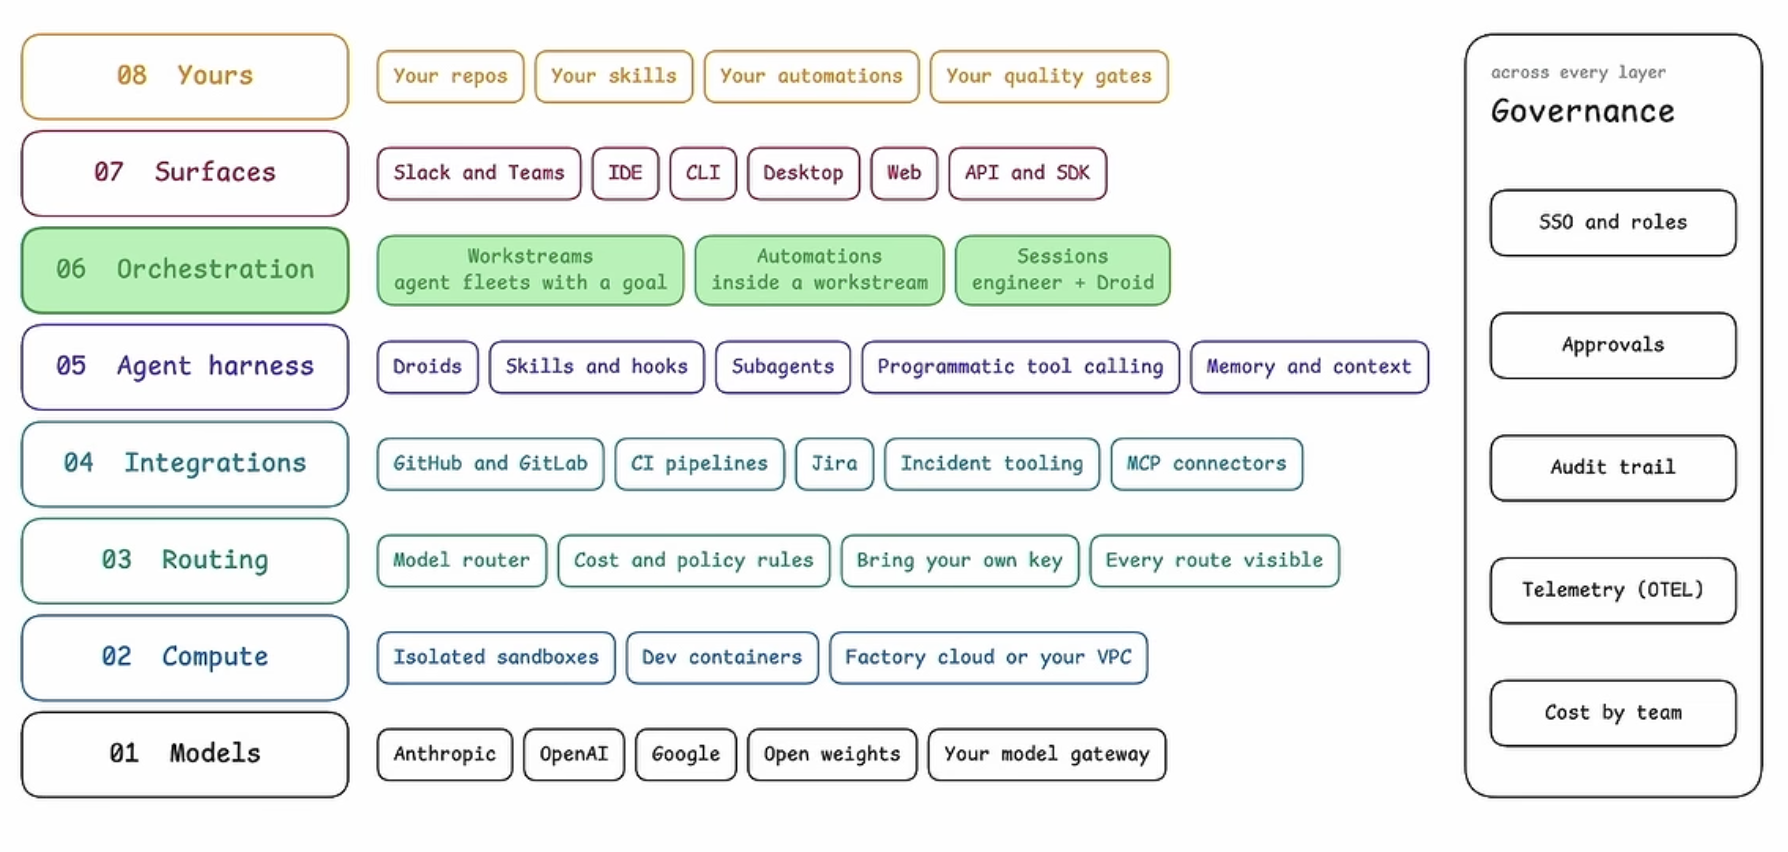 08 Yours
Your repos
Your skills
Your automations
Your quality gates
07 Surfaces
Slack and Teams
IDE
CLI
Desktop
Web
API and SDK
06 Orchestration
Workstreams
agent fleets with a goal
Automations
inside a workstream
Sessions
engineer + Droid
05 Agent harness
Droids
Skills and hooks
Subagents
Programmatic tool calling
Memory and context
04 Integrations
GitHub and GitLab
CI pipelines
Jira
Incident tooling
MCP connectors
03 Routing
Model router
Cost and policy rules
Bring your own key
Every route visible
02 Compute
Isolated sandboxes
Dev containers
Factory cloud or your VPC
01 Models
Anthropic
OpenAI
Google
Open weights
Your model gateway
across every layer
Governance
SSO and roles
Approvals
Audit trail
Telemetry (OTEL)
Cost by team